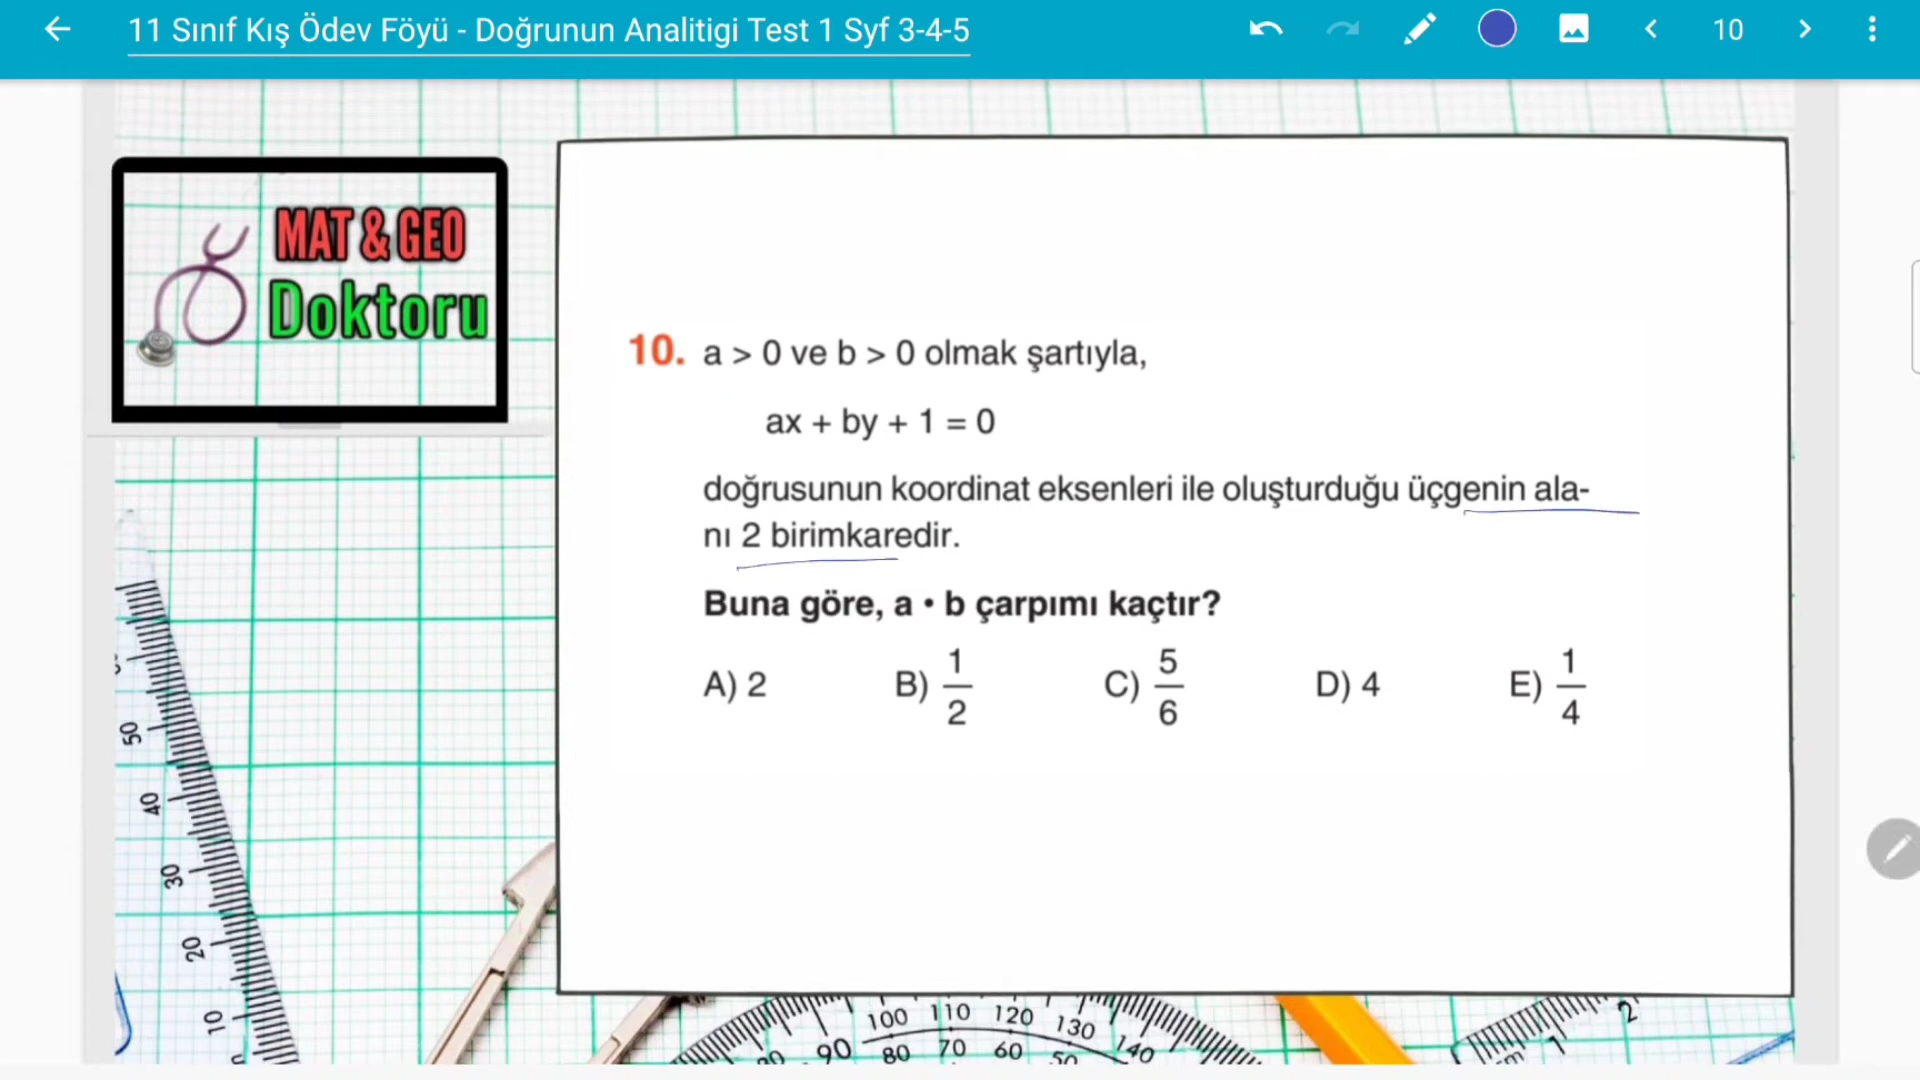 11 Sınıf Kış Ödev Föyü - Doğrunun Analitigi Test 1 Syf 3-4-5
10
MAT & GEO
Doktoru
10. a > 0 ve b > 0 olmak şartıyla,
ax + by + 1 = 0
doğrusunun koordinat eksenleri ile oluşturduğu üçgenin ala-
nı 2 birimkaredir.
Buna göre, a • b çarpımı kaçtır?
A) 2 B) 1/2 C) 5/6 D) 4 E) 1/4
50
40
30
20
10
90 100 110 120 130 140
80 70 60
1 2